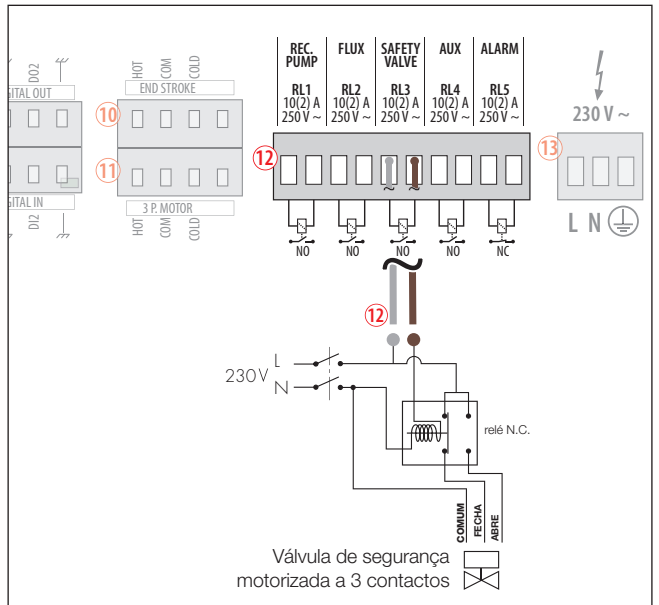 REC. PUMP
FLUX
SAFETY VALVE
AUX
ALARM
RL1
10(2) A
250 V ~
RL2
10(2) A
250 V ~
RL3
10(2) A
250 V ~
RL4
10(2) A
250 V ~
RL5
10(2) A
250 V ~
DO2
GITAL OUT
HOT
COM
COLD
END STROKE
10
11
3 P. MOTOR
HOT
COM
COLD
GITAL IN
DI2
12
~
~
NO
NO
NO
NO
NC
230 V ~
13
L N
12
230V
L
N
relé N.C.
COMUM
FECHA
ABRE
Válvula de segurança
motorizada a 3 contactos